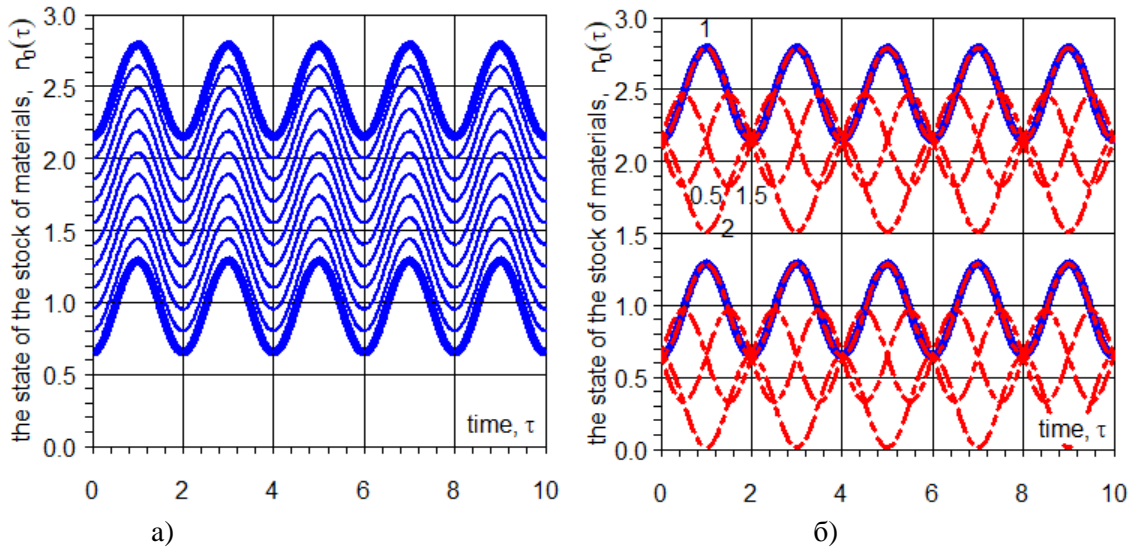 the state of the stock of materials, n₀(τ)
3.0
2.5
2.0
1.5
1.0
0.5
0.0
0 2 4 6 8 10
time, τ
а)
the state of the stock of materials, n₀(τ)
3.0
2.5
2.0
1.5
1.0
0.5
0.0
0 2 4 6 8 10
1
0.5 1.5
2
time, τ
б)